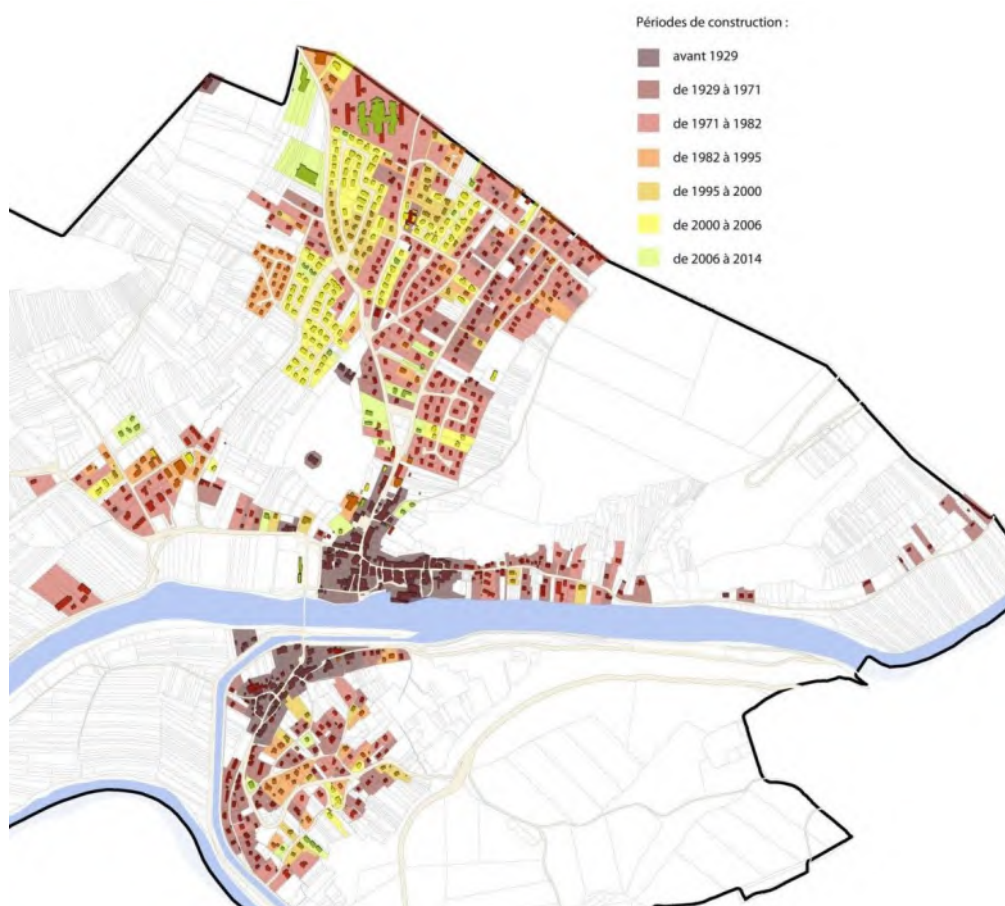 Périodes de construction :
avant 1929
de 1929 à 1971
de 1971 à 1982
de 1982 à 1995
de 1995 à 2000
de 2000 à 2006
de 2006 à 2014